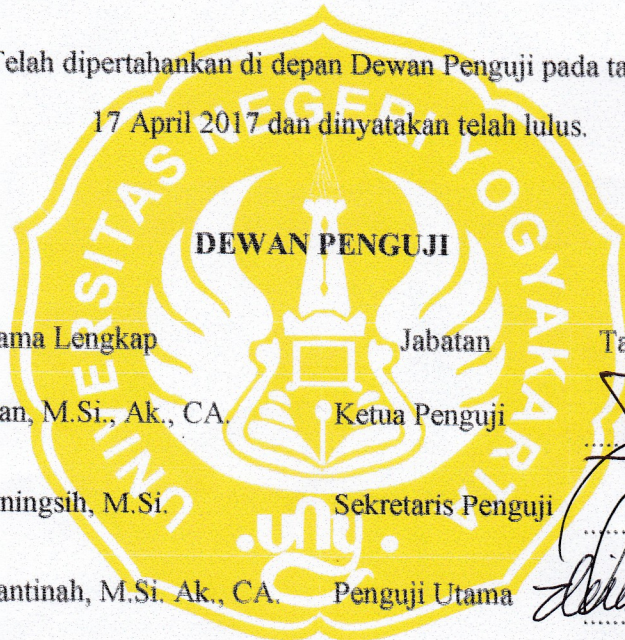 Telah dipertahankan di depan Dewan Penguji pada ta
17 April 2017 dan dinyatakan telah lulus.
UNIVERSITAS NEGERI YOGYAKARTA
DEWAN PENGUJI
ama Lengkap Jabatan Ta
an, M.Si., Ak., CA. Ketua Penguji
ningsih, M.Si. Sekretaris Penguji
uny
antinah, M.Si. Ak., CA. Penguji Utama